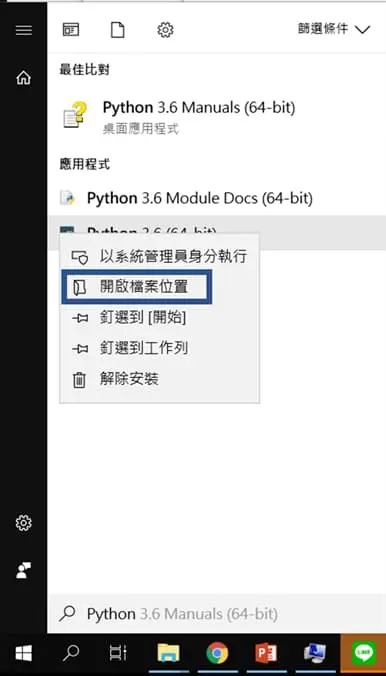 篩選條件
最佳比對
Python 3.6 Manuals (64-bit)
桌面應用程式
應用程式
Python 3.6 Module Docs (64-bit)
Python 3.6 (64-bit)
以系統管理員身分執行
開啟檔案位置
釘選到 [開始]
釘選到工作列
解除安裝
Python 3.6 Manuals (64-bit)
LINE